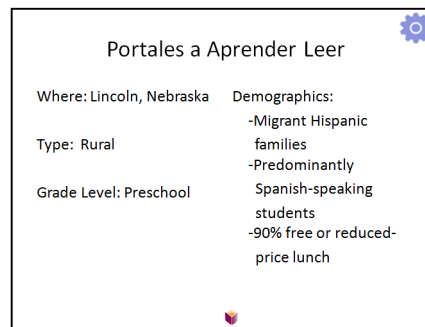 Portales a Aprender Leer
Where: Lincoln, Nebraska
Type: Rural
Grade Level: Preschool
Demographics:
-Migrant Hispanic
families
-Predominantly
Spanish-speaking
students
-90% free or reduced-
price lunch